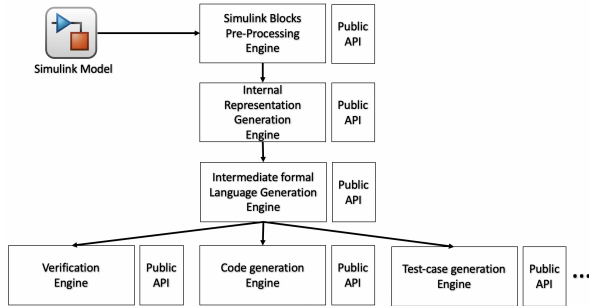 Simulink Blocks
Pre-Processing
Engine
Public
API
Simulink Model
Internal
Representation
Generation
Engine
Public
API
Intermediate formal
Language Generation
Engine
Public
API
Verification
Engine
Public
API
Code generation
Engine
Public
API
Test-case generation
Engine
Public
API
...